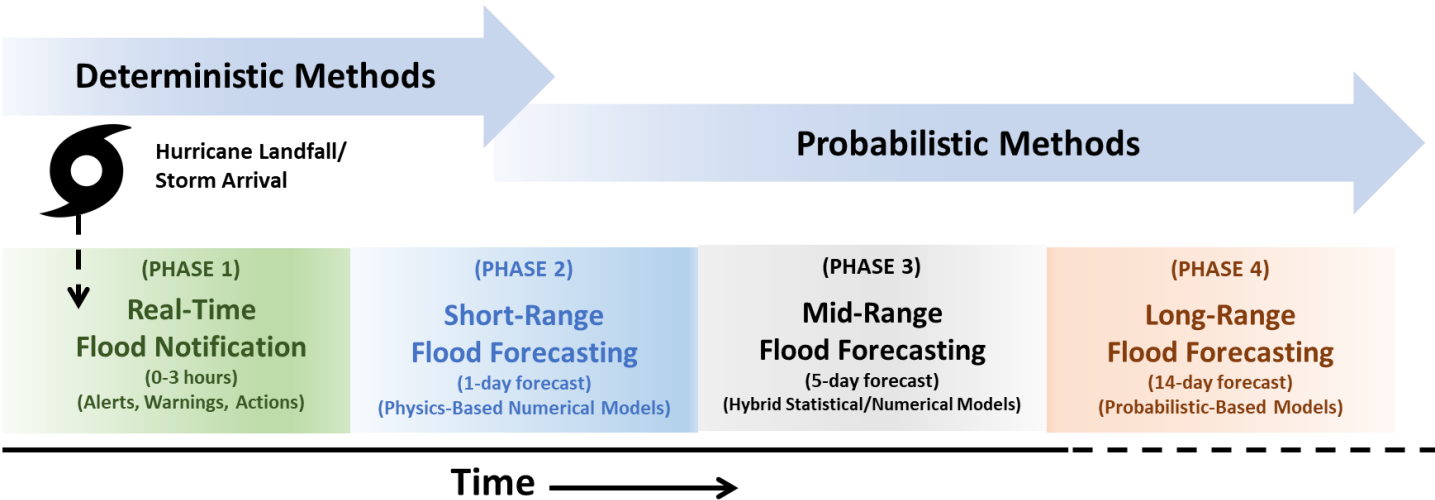 Deterministic Methods
Probabilistic Methods
Hurricane Landfall/
Storm Arrival
(PHASE 1)
Real-Time
Flood Notification
(0-3 hours)
(Alerts, Warnings, Actions)
(PHASE 2)
Short-Range
Flood Forecasting
(1-day forecast)
(Physics-Based Numerical Models)
(PHASE 3)
Mid-Range
Flood Forecasting
(5-day forecast)
(Hybrid Statistical/Numerical Models)
(PHASE 4)
Long-Range
Flood Forecasting
(14-day forecast)
(Probabilistic-Based Models)
Time